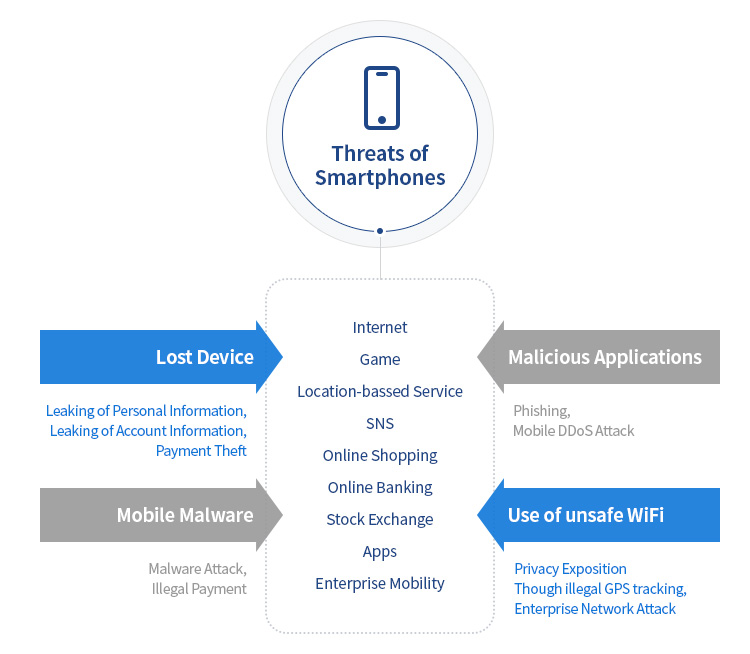 Threats of
Smartphones
Internet
Game
Location-bassed Service
SNS
Online Shopping
Online Banking
Stock Exchange
Apps
Enterprise Mobility
Lost Device
Leaking of Personal Information,
Leaking of Account Information,
Payment Theft
Mobile Malware
Malware Attack,
Illegal Payment
Malicious Applications
Phishing,
Mobile DDoS Attack
Use of unsafe WiFi
Privacy Exposition
Though illegal GPS tracking,
Enterprise Network Attack